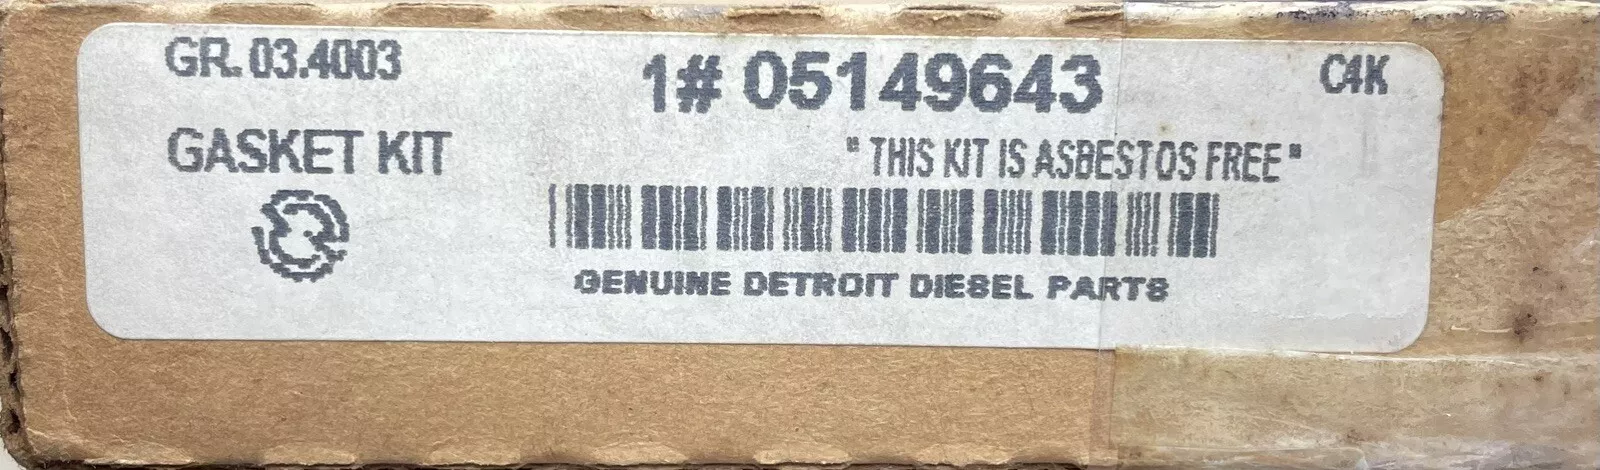 GR. 03.4003
1# 05149643
C4K
GASKET KIT
" THIS KIT IS ASBESTOS FREE "
GENUINE DETROIT DIESEL PARTS